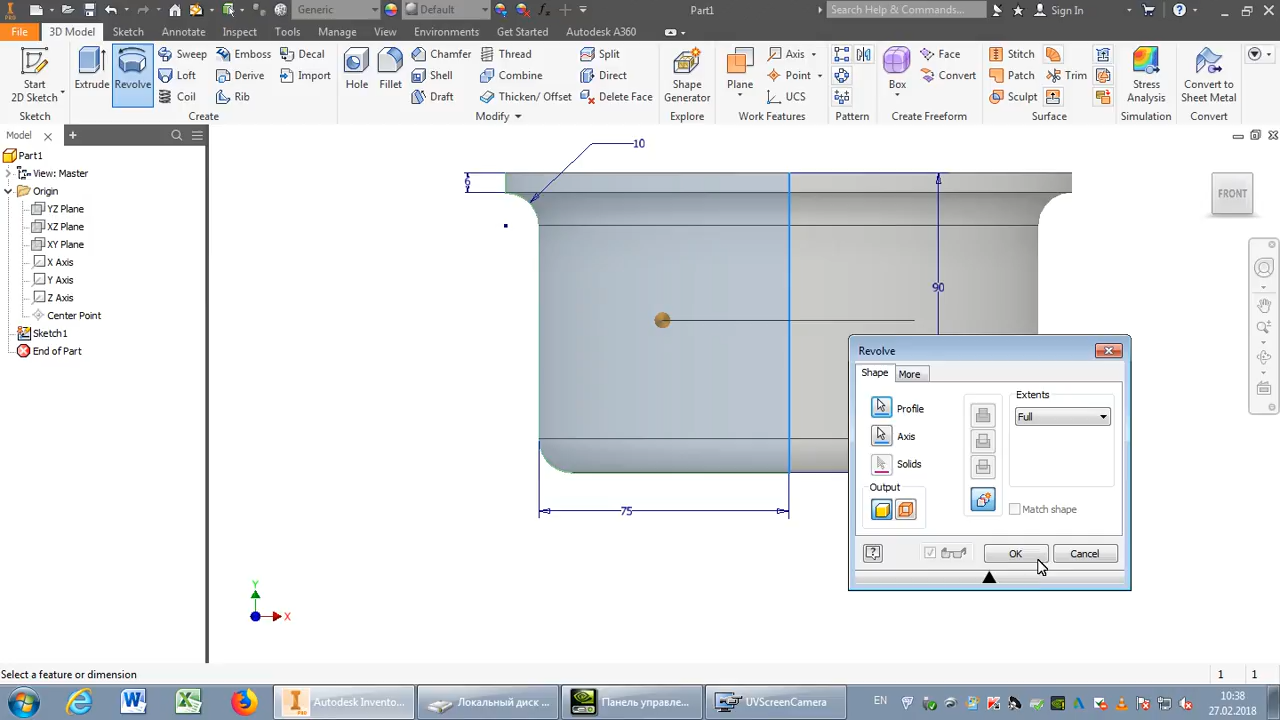 PRO
Generic
Default
Part1
Search Help & Commands...
Sign In
File
3D Model
Sketch
Annotate
Inspect
Tools
Manage
View
Environments
Get Started
Autodesk A360
Start
2D Sketch
Extrude
Revolve
Sweep
Emboss
Decal
Loft
Derive
Import
Coil
Rib
Hole
Fillet
Chamfer
Thread
Split
Shell
Combine
Direct
Draft
Thicken/ Offset
Delete Face
Shape
Generator
Plane
Axis
Point
UCS
Box
Face
Convert
Stitch
Patch
Trim
Sculpt
Stress
Analysis
Convert to
Sheet Metal
Sketch
Create
Modify
Explore
Work Features
Pattern
Create Freeform
Surface
Simulation
Convert
Model
Part1
View: Master
Origin
YZ Plane
XZ Plane
XY Plane
X Axis
Y Axis
Z Axis
Center Point
Sketch1
End of Part
10
6
90
75
FRONT
Y
X
Revolve
Shape
More
Profile
Axis
Solids
Output
Extents
Full
Match shape
OK
Cancel
Select a feature or dimension
1
1
Autodesk Invento...
Локальный диск ...
Панель управле...
UVScreenCamera
EN
10:38
27.02.2018